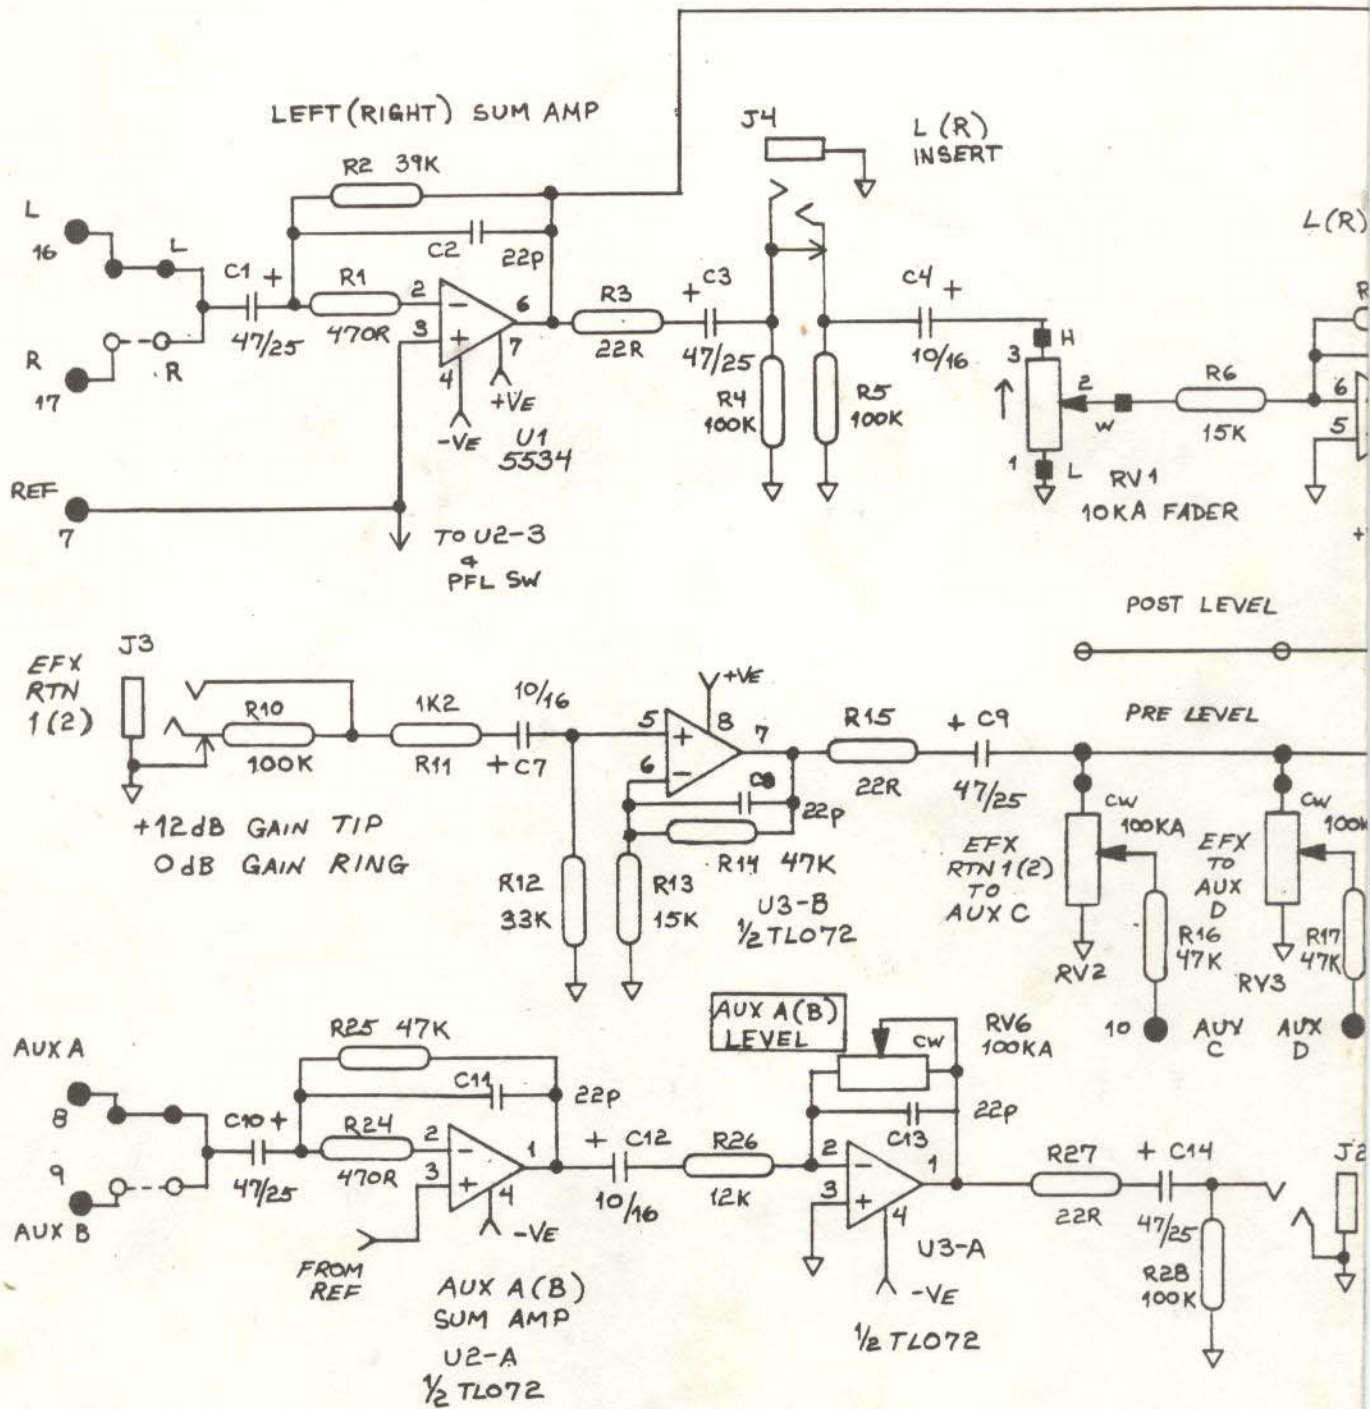 LEFT (RIGHT) SUM AMP
J4
L (R)
INSERT
R2 39K
L
16
L
C1 +
47/25
R
17
R
C2
22p
R1
470R
2
3
6
7
4
+VE
-VE
U1
5534
R3
22R
+ C3
47/25
R4
100K
R5
100K
C4 +
10/16
H
3
2
W
1
L
RV1
10KA FADER
R6
15K
L (R)
R
6
5
+
REF
7
TO U2-3
&
PFL SW
POST LEVEL
PRE LEVEL
EFX
RTN
1(2)
J3
R10
100K
1K2
R11
10/16
+ C7
+12dB GAIN TIP
0dB GAIN RING
+VE
5
6
8
7
C8
22p
R14 47K
R12
33K
R13
15K
U3-B
1/2 TL072
R15
22R
+ C9
47/25
CW
100KA
EFX
RTN 1(2)
TO
AUX C
RV2
R16
47K
10
AUX
C
CW
100K
EFX
TO
AUX
D
RV3
R17
47K
AUX
D
AUX A
8
9
AUX B
C10 +
47/25
R25 47K
C11
22p
R24
470R
2
3
1
4
-VE
FROM
REF
AUX A(B)
SUM AMP
U2-A
1/2 TL072
+ C12
10/16
R26
12K
AUX A(B)
LEVEL
CW
RV6
100KA
22p
C13
2
3
1
4
U3-A
-VE
1/2 TL072
R27
22R
+ C14
47/25
R28
100K
J2